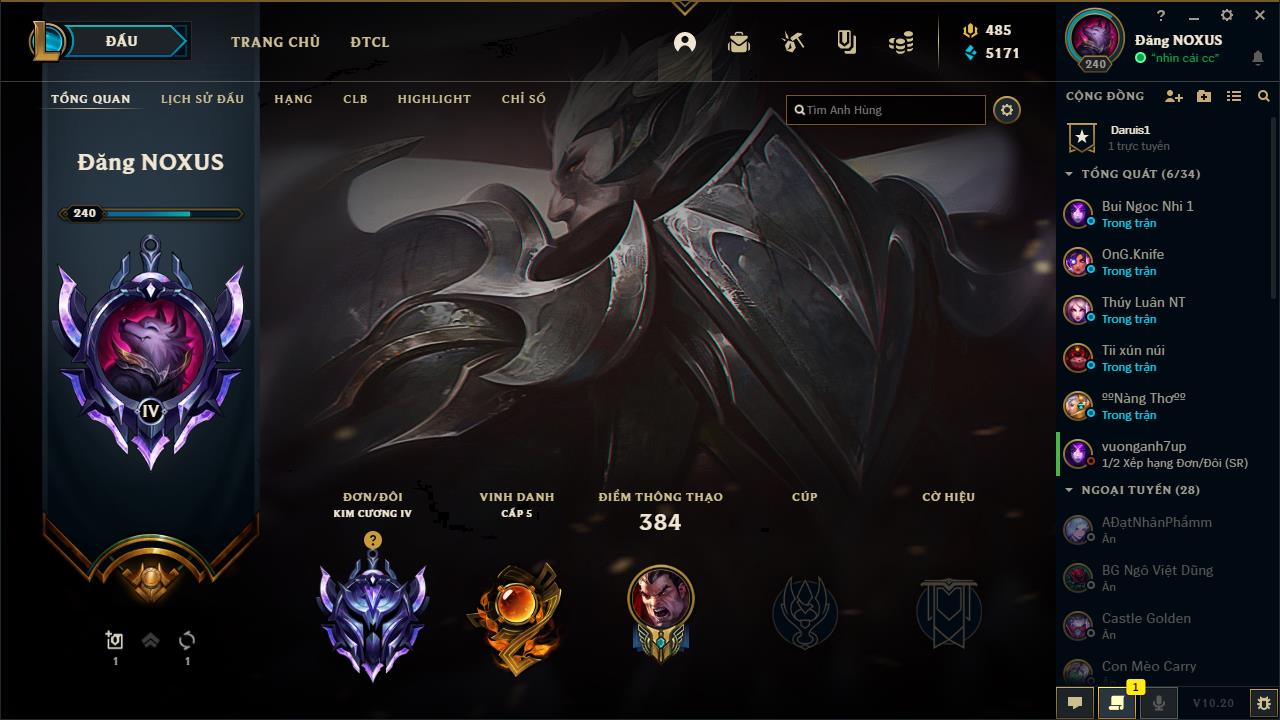 ĐẤU
TRANG CHỦ
ĐTCL
485
5171
?
Đăng NOXUS
"nhìn cái cc"
240
TỔNG QUAN
LỊCH SỬ ĐẤU
HẠNG
CLB
HIGHLIGHT
CHỈ SỐ
Tìm Anh Hùng
CỘNG ĐỒNG
Daruis1
1 trực tuyến
TỔNG QUÁT (6/34)
Bui Ngoc Nhi 1
Trong trận
OnG.Knife
Trong trận
Thúy Luân NT
Trong trận
Tii xún núi
Trong trận
ººNàng Thơºº
Trong trận
vuonganh7up
1/2 Xếp hạng Đơn/Đôi (SR)
NGOẠI TUYẾN (28)
AĐạtNhânPhẩmm
Ẩn
BG Ngô Việt Dũng
Ẩn
Castle Golden
Ẩn
Con Mèo Carry
Ẩn
Đăng NOXUS
240
IV
1
1
ĐƠN/ĐÔI
KIM CƯƠNG IV
?
VINH DANH
CẤP 5
ĐIỂM THÔNG THẠO
384
CÚP
CỜ HIỆU
1
V10.20